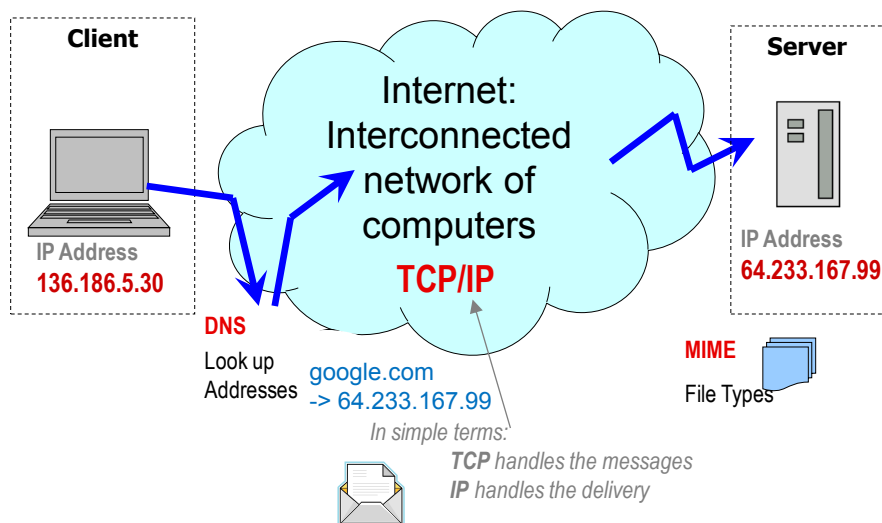 Client
Server
Internet:
Interconnected
network of
computers
TCP/IP
IP Address
136.186.5.30
IP Address
64.233.167.99
DNS
Look up
Addresses
google.com
-> 64.233.167.99
MIME
File Types
In simple terms:
TCP handles the messages
IP handles the delivery